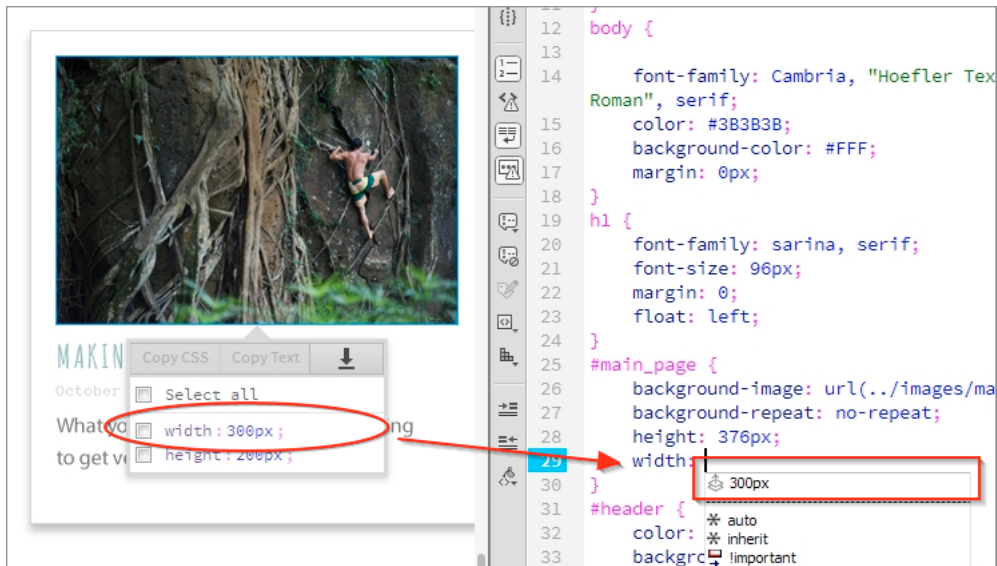 MAKIN
October
What yo
ng
to get ve
Copy CSS
Copy Text
Select all
width:300px;
height:200px;
12 body {
13
14 font-family: Cambria, "Hoefler Tex
Roman", serif;
15 color: #3B3B3B;
16 background-color: #FFF;
17 margin: 0px;
18 }
19 h1 {
20 font-family: sarina, serif;
21 font-size: 96px;
22 margin: 0;
23 float: left;
24 }
25 #main_page {
26 background-image: url(../images/ma
27 background-repeat: no-repeat;
28 height: 376px;
29 width:
300px
auto
inherit
!important
30 }
31 #header {
32 color:
33 backgrc